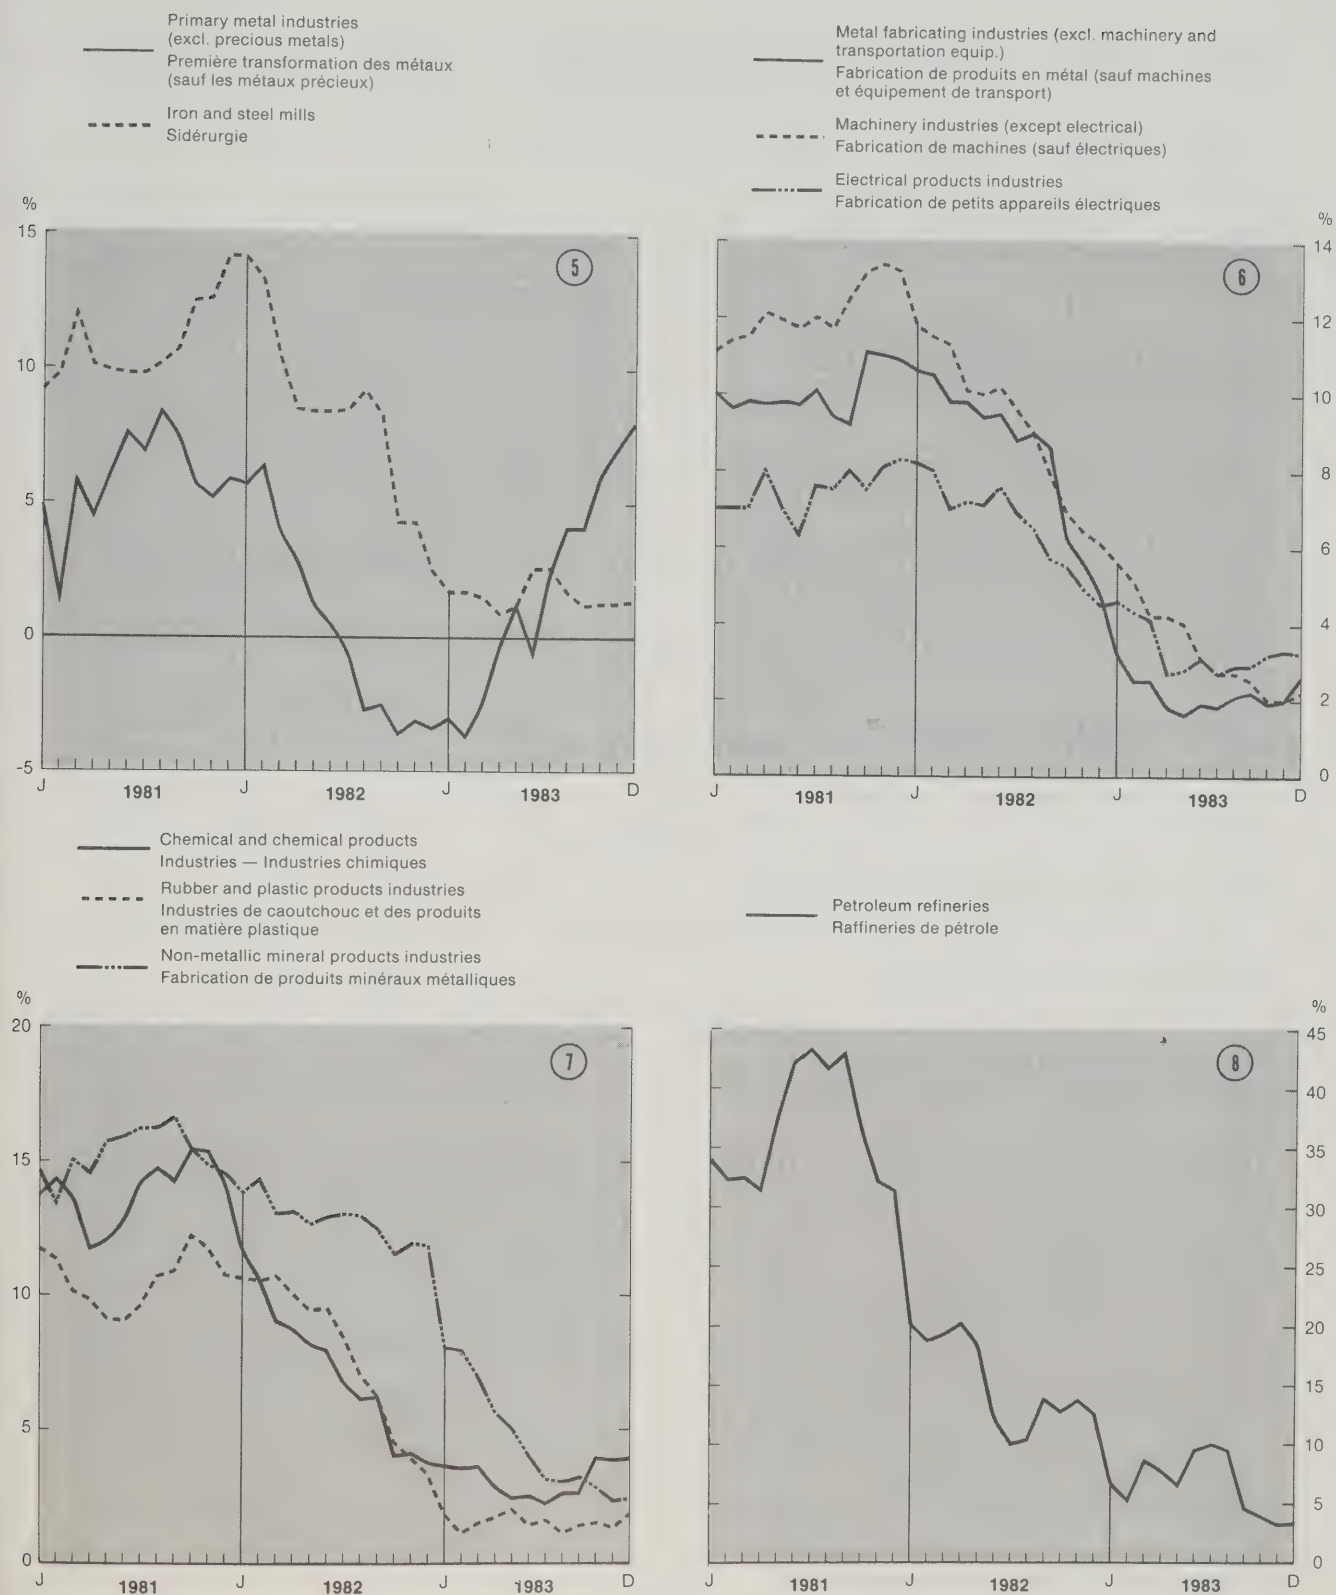 Primary metal industries
(excl. precious metals)
Première transformation des métaux
(sauf les métaux précieux)
Iron and steel mills
Sidérurgie
Metal fabricating industries (excl. machinery and
transportation equip.)
Fabrication de produits en métal (sauf machines
et équipement de transport)
Machinery industries (except electrical)
Fabrication de machines (sauf électriques)
Electrical products industries
Fabrication de petits appareils électriques
%
15
10
5
0
-5
5
J 1981 J 1982 J 1983 D
%
14
12
10
8
6
4
2
0
6
J 1981 J 1982 J 1983 D
Chemical and chemical products
Industries — Industries chimiques
Rubber and plastic products industries
Industries de caoutchouc et des produits
en matière plastique
Non-metallic mineral products industries
Fabrication de produits minéraux métalliques
Petroleum refineries
Raffineries de pétrole
%
20
15
10
5
0
7
J 1981 J 1982 J 1983 D
%
45
40
35
30
25
20
15
10
5
0
8
J 1981 J 1982 J 1983 D